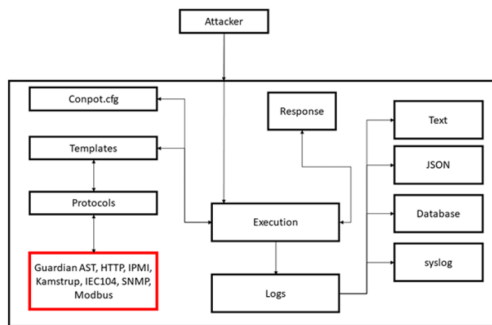 Attacker
Conpot.cfg
Response
Text
Templates
JSON
Protocols
Execution
Database
Guardian AST, HTTP, IPMI,
Kamstrup, IEC104, SNMP,
Modbus
syslog
Logs